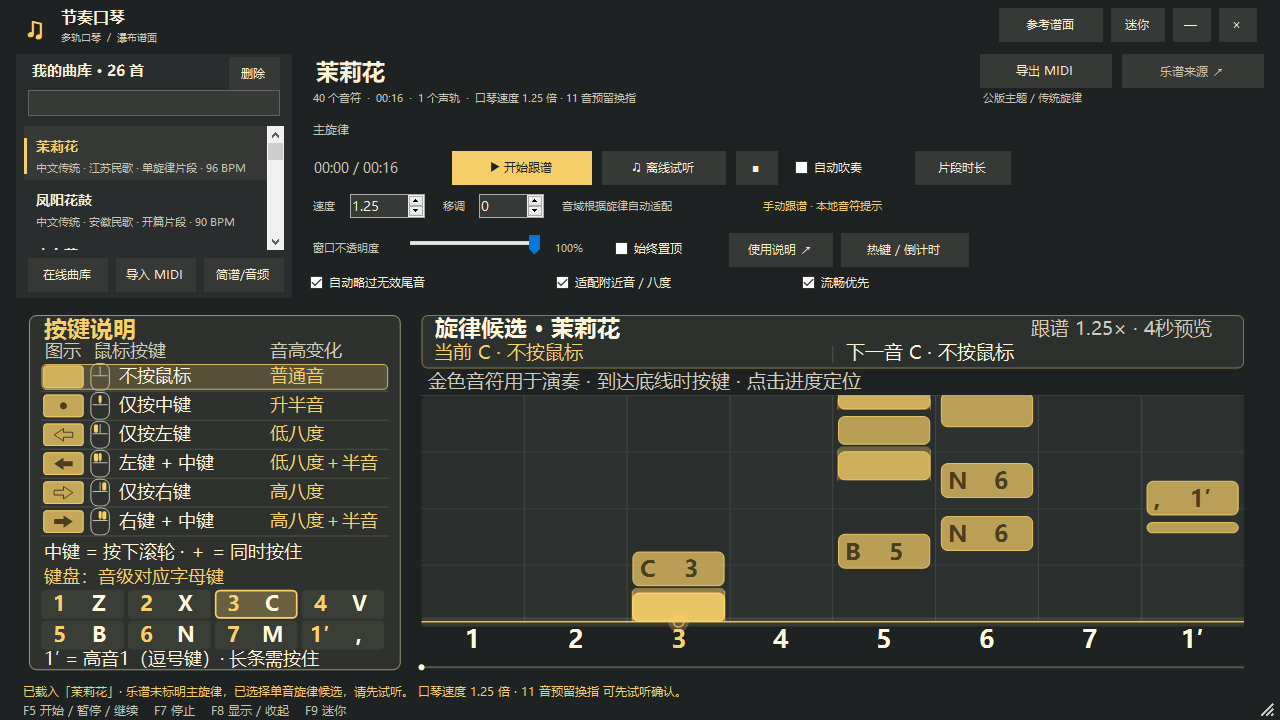 节奏口琴
多轨口琴 / 瀑布谱面
参考谱面
迷你
—
×
我的曲库 • 26 首
删除
茉莉花
中文传统 · 江苏民歌 · 单旋律片段 · 96 BPM
凤阳花鼓
中文传统 · 安徽民歌 · 开篇片段 · 90 BPM
在线曲库
导入 MIDI
简谱/音频
茉莉花
40 个音符 · 00:16 · 1 个声轨 · 口琴速度 1.25 倍 · 11 音预留换指
导出 MIDI
乐谱来源 ↗
公版主题 / 传统旋律
主旋律
00:00 / 00:16
▶ 开始跟谱
♫ 离线试听
■
自动吹奏
片段时长
速度 1.25
移调 0
音域根据旋律自动适配
手动跟谱 · 本地音符提示
窗口不透明度
100%
始终置顶
使用说明 ↗
热键 / 倒计时
自动略过无效尾音
适配附近音 / 八度
流畅优先
按键说明
图示 鼠标按键 音高变化
不按鼠标 普通音
仅按中键 升半音
仅按左键 低八度
左键 + 中键 低八度 + 半音
仅按右键 高八度
右键 + 中键 高八度 + 半音
中键 = 按下滚轮 · + = 同时按住
键盘：音级对应字母键
1 Z 2 X 3 C 4 V
5 B 6 N 7 M 1′ ,
1′ = 高音1（逗号键）· 长条需按住
旋律候选 • 茉莉花
跟谱 1.25× · 4秒预览
当前 C · 不按鼠标
下一音 C · 不按鼠标
金色音符用于演奏 · 到达底线时按键 · 点击进度定位
N 6
, 1′
N 6
B 5
C 3
1 2 3 4 5 6 7 1′
已载入「茉莉花」· 乐谱未标明主旋律，已选择单音旋律候选，请先试听。 口琴速度 1.25 倍 · 11 音预留换指 可先试听确认。
F5 开始 / 暂停 / 继续 F7 停止 F8 显示 / 收起 F9 迷你